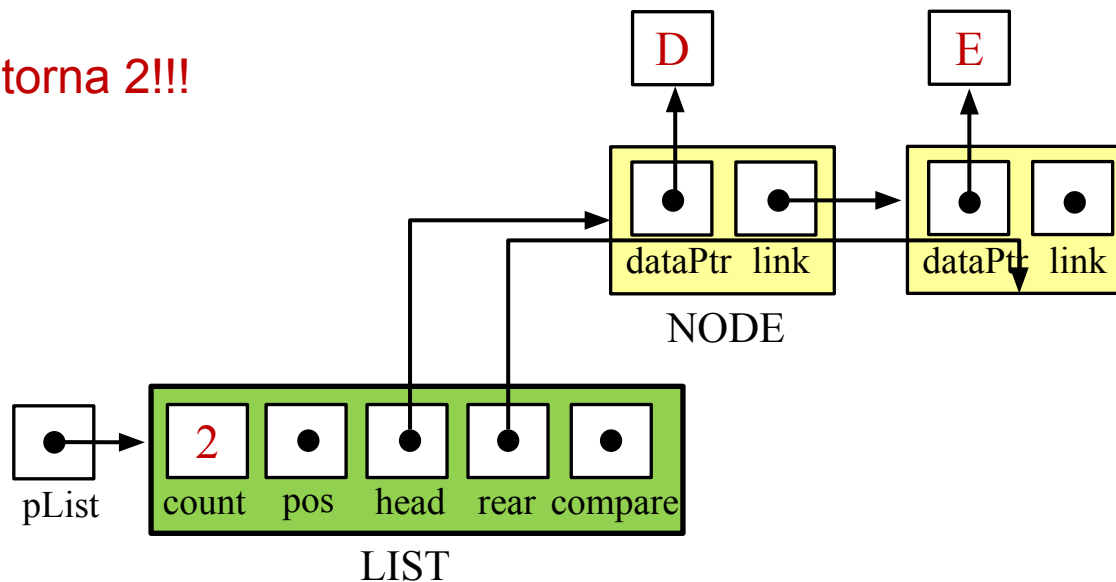 torna 2!!!
D E
dataPtr link dataPtr link
NODE
2
pList count pos head rear compare
LIST